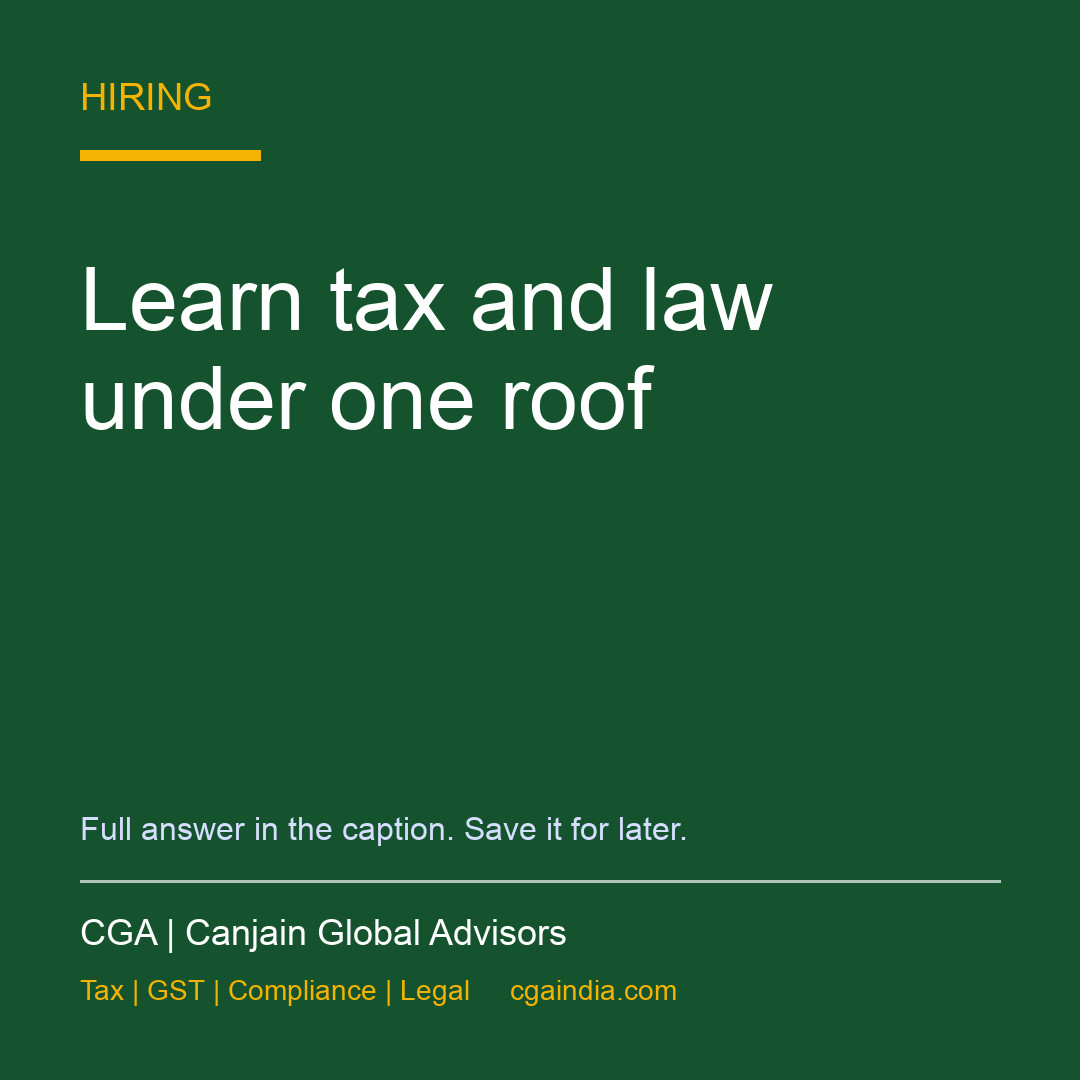 HIRING
Learn tax and law
under one roof
Full answer in the caption. Save it for later.
CGA | Canjain Global Advisors
Tax | GST | Compliance | Legal cgaindia.com